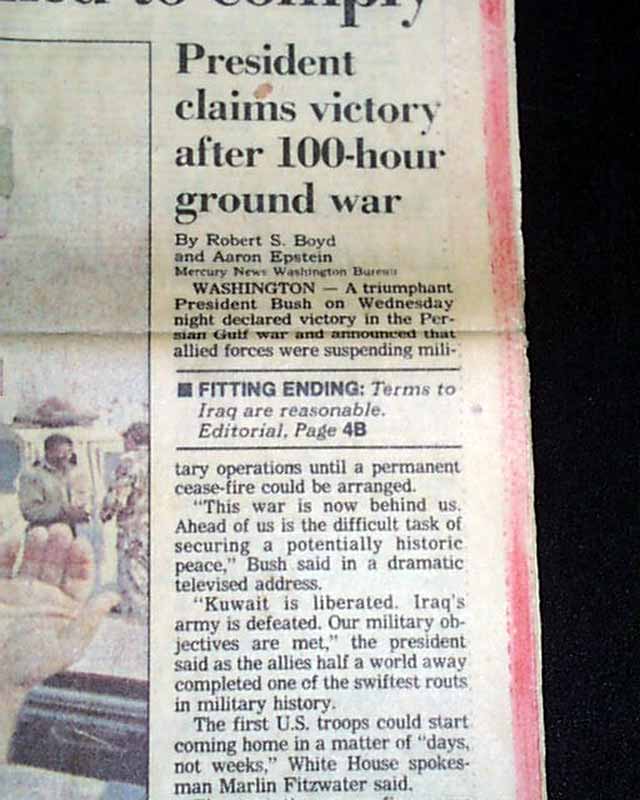 to comply
President
claims victory
after 100-hour
ground war
By Robert S. Boyd
and Aaron Epstein
Mercury News Washington Bureau
WASHINGTON — A triumphant
President Bush on Wednesday
night declared victory in the Per-
sian Gulf war and announced that
allied forces were suspending mili-
■ FITTING ENDING: Terms to
Iraq are reasonable.
Editorial, Page 4B
tary operations until a permanent
cease-fire could be arranged.
"This war is now behind us.
Ahead of us is the difficult task of
securing a potentially historic
peace," Bush said in a dramatic
televised address.
"Kuwait is liberated. Iraq's
army is defeated. Our military ob-
jectives are met," the president
said as the allies half a world away
completed one of the swiftest routs
in military history.
The first U.S. troops could start
coming home in a matter of "days,
not weeks," White House spokes-
man Marlin Fitzwater said.